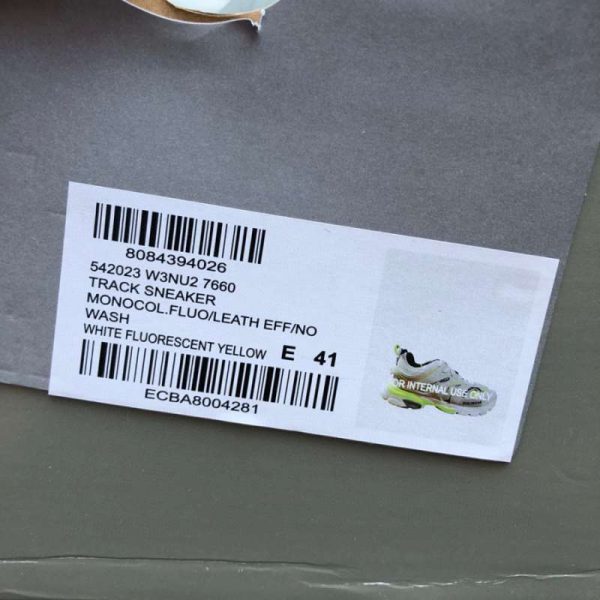 8084394026
542023 W3NU2 7660
TRACK SNEAKER
MONOCOL.FLUO/LEATH EFF/NO
WASH
WHITE FLUORESCENT YELLOW E 41
ECBA8004281
FOR INTERNAL USE ONLY